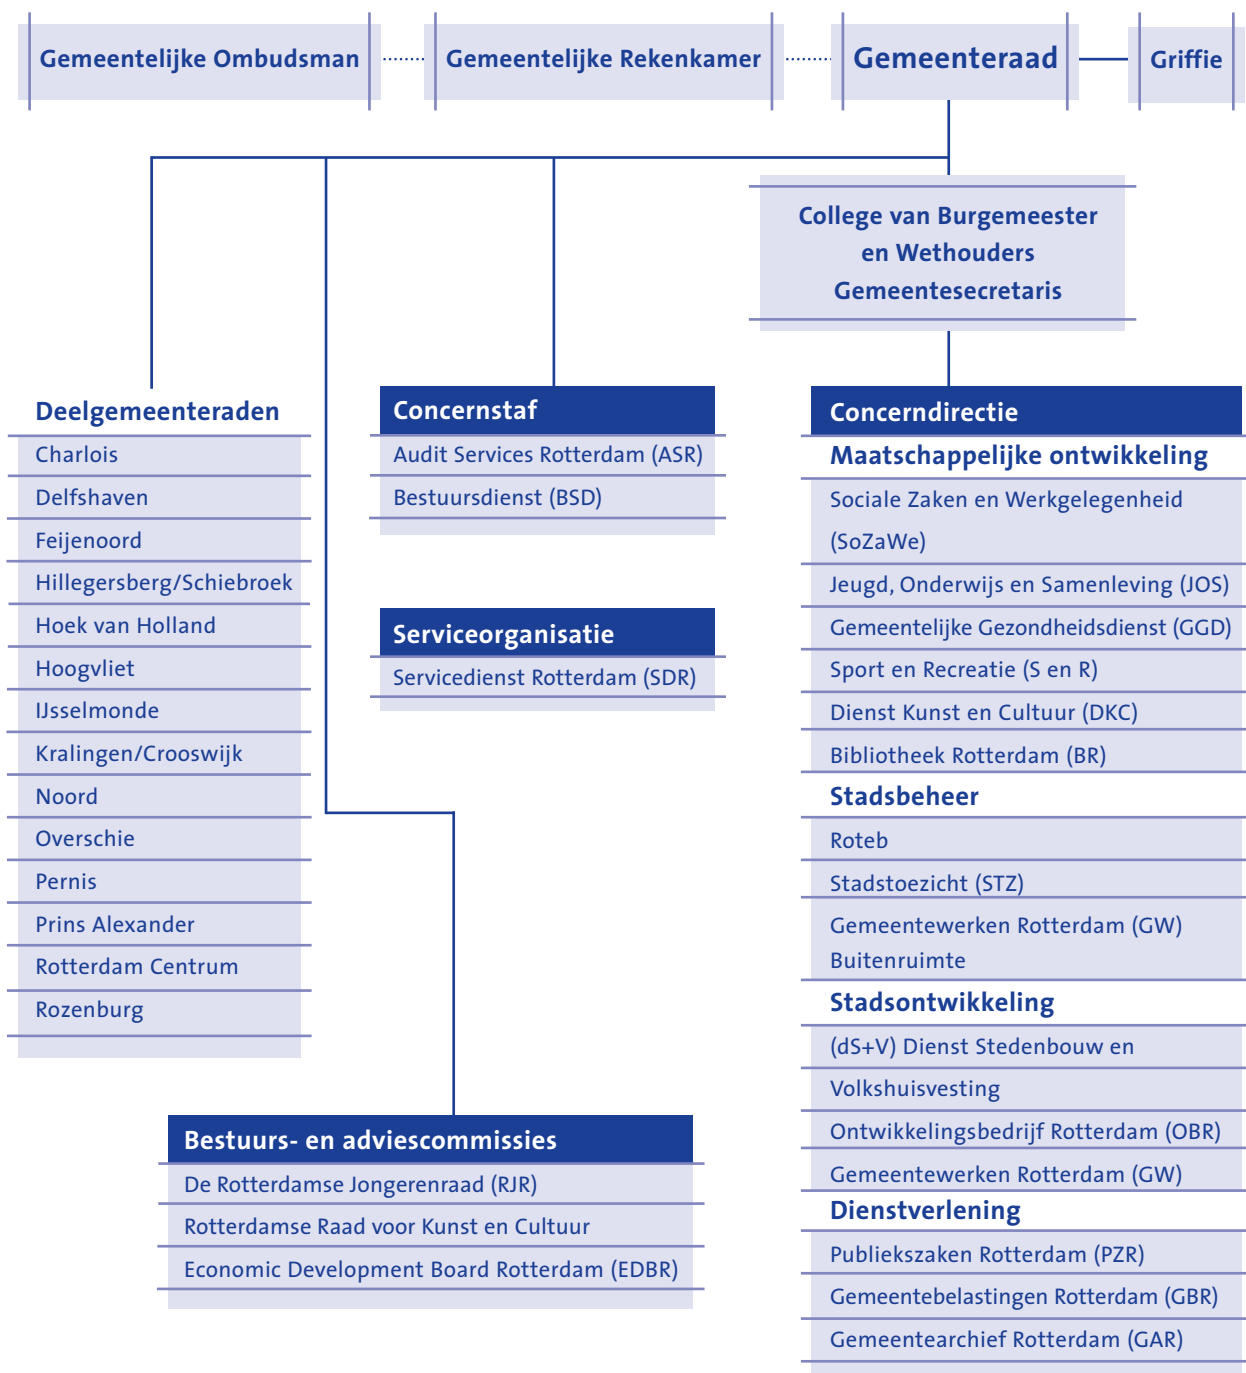 Gemeentelijke Ombudsman
Gemeentelijke Rekenkamer
Gemeenteraad
Griffie
College van Burgemeester
en Wethouders
Gemeentesecretaris
Deelgemeenteraden
Charlois
Delfshaven
Feijenoord
Hillegersberg/Schiebroek
Hoek van Holland
Hoogvliet
IJsselmonde
Kralingen/Crooswijk
Noord
Overschie
Pernis
Prins Alexander
Rotterdam Centrum
Rozenburg
Concernstaf
Audit Services Rotterdam (ASR)
Bestuursdienst (BSD)
Serviceorganisatie
Servicedienst Rotterdam (SDR)
Bestuurs- en adviescommissies
De Rotterdamse Jongerenraad (RJR)
Rotterdamse Raad voor Kunst en Cultuur
Economic Development Board Rotterdam (EDBR)
Concerndirectie
Maatschappelijke ontwikkeling
Sociale Zaken en Werkgelegenheid
(SoZaWe)
Jeugd, Onderwijs en Samenleving (JOS)
Gemeentelijke Gezondheidsdienst (GGD)
Sport en Recreatie (S en R)
Dienst Kunst en Cultuur (DKC)
Bibliotheek Rotterdam (BR)
Stadsbeheer
Roteb
Stadstoezicht (STZ)
Gemeentewerken Rotterdam (GW)
Buitenruimte
Stadsontwikkeling
(dS+V) Dienst Stedenbouw en
Volkshuisvesting
Ontwikkelingsbedrijf Rotterdam (OBR)
Gemeentewerken Rotterdam (GW)
Dienstverlening
Publiekszaken Rotterdam (PZR)
Gemeentebelastingen Rotterdam (GBR)
Gemeentearchief Rotterdam (GAR)